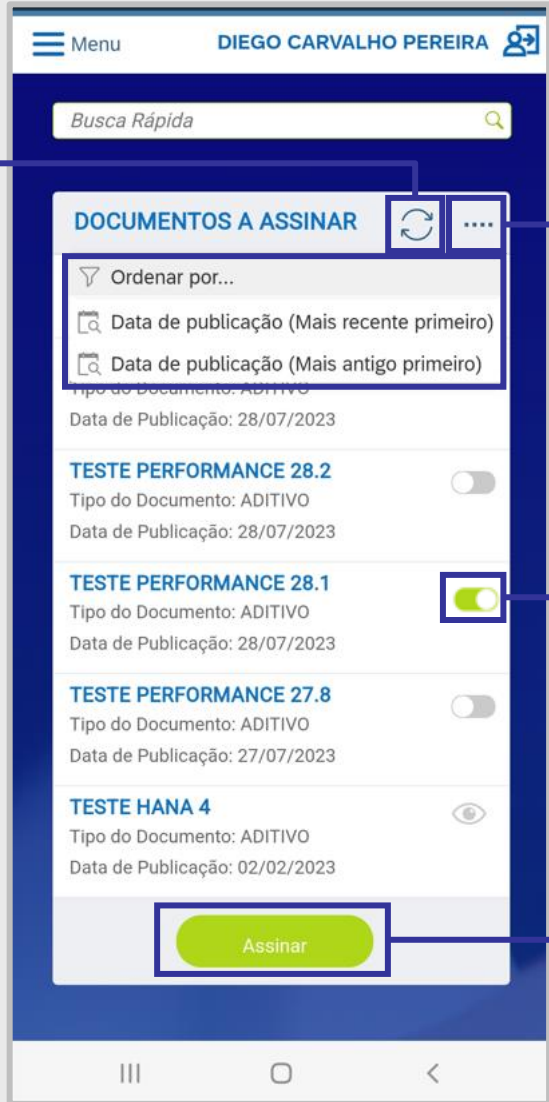 Menu DIEGO CARVALHO PEREIRA
Busca Rápida
DOCUMENTOS A ASSINAR
Ordenar por...
Data de publicação (Mais recente primeiro)
Data de publicação (Mais antigo primeiro)
Tipo do Documento: ADITIVO
Data de Publicação: 28/07/2023
TESTE PERFORMANCE 28.2
Tipo do Documento: ADITIVO
Data de Publicação: 28/07/2023
TESTE PERFORMANCE 28.1
Tipo do Documento: ADITIVO
Data de Publicação: 28/07/2023
TESTE PERFORMANCE 27.8
Tipo do Documento: ADITIVO
Data de Publicação: 27/07/2023
TESTE HANA 4
Tipo do Documento: ADITIVO
Data de Publicação: 02/02/2023
Assinar